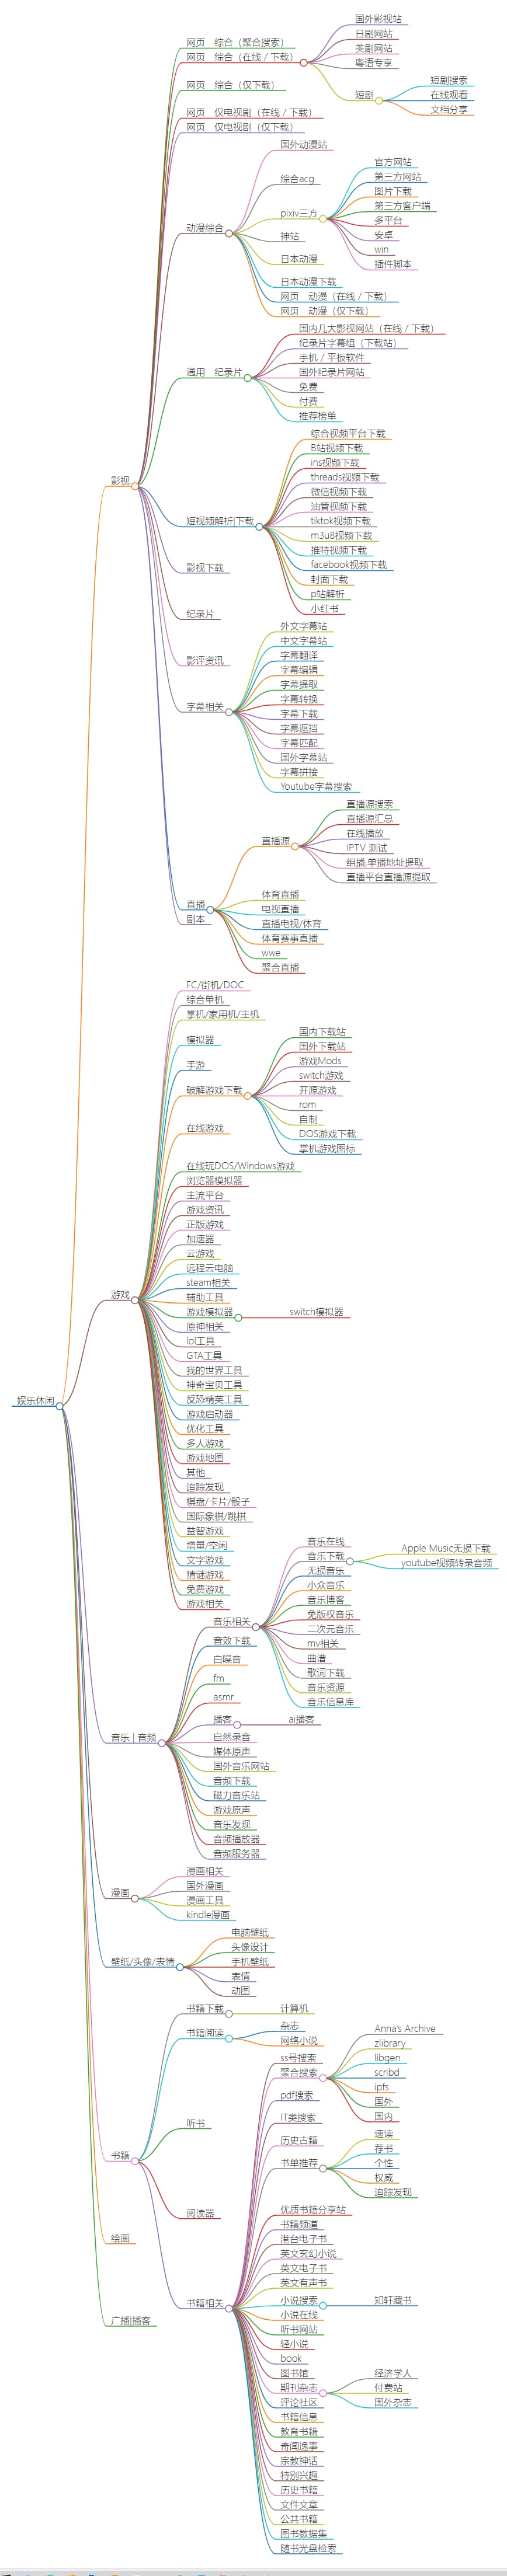 娱乐休闲
影视
网页 综合（聚合搜索）
网页 综合（在线 / 下载）
国外影视站
日剧网站
美剧网站
粤语专享
短剧
短剧搜索
在线观看
文档分享
网页 综合（仅下载）
网页 仅电视剧（在线 / 下载）
网页 仅电视剧（仅下载）
动漫综合
国外动漫站
综合acg
pixiv三方
官方网站
第三方网站
图片下载
第三方客户端
多平台
安卓
win
插件脚本
神站
日本动漫
日本动漫下载
网页 动漫（在线 / 下载）
网页 动漫（仅下载）
通用 纪录片
国内几大影视网站（在线 / 下载）
纪录片字幕组（下载站）
手机 / 平板软件
国外纪录片网站
免费
付费
推荐榜单
短视频解析|下载
综合视频平台下载
B站视频下载
ins视频下载
threads视频下载
微信视频下载
油管视频下载
tiktok视频下载
m3u8视频下载
推特视频下载
facebook视频下载
封面下载
p站解析
小红书
影视下载
纪录片
影评资讯
字幕相关
外文字幕站
中文字幕站
字幕翻译
字幕编辑
字幕提取
字幕转换
字幕下载
字幕遮挡
字幕匹配
国外字幕站
字幕拼接
Youtube字幕搜索
直播
直播源
直播源搜索
直播源汇总
在线播放
IPTV 测试
组播.单播地址提取
直播平台直播源提取
体育直播
电视直播
直播电视/体育
体育赛事直播
wwe
聚合直播
剧本
游戏
FC/街机/DOC
综合单机
掌机/家用机/主机
模拟器
手游
破解游戏下载
国内下载站
国外下载站
游戏Mods
switch游戏
开源游戏
rom
自制
DOS游戏下载
掌机游戏图标
在线游戏
在线玩DOS/Windows游戏
浏览器模拟器
主流平台
游戏资讯
正版游戏
加速器
云游戏
远程云电脑
steam相关
辅助工具
游戏模拟器
switch模拟器
原神相关
lol工具
GTA工具
我的世界工具
神奇宝贝工具
反恐精英工具
游戏启动器
优化工具
多人游戏
游戏地图
其他
追踪发现
棋盘/卡片/骰子
国际象棋/跳棋
益智游戏
增量/空闲
文字游戏
猜谜游戏
免费游戏
游戏相关
音乐 | 音频
音乐相关
音乐在线
音乐下载
Apple Music无损下载
youtube视频转录音频
无损音乐
小众音乐
音乐博客
免版权音乐
二次元音乐
mv相关
曲谱
歌词下载
音乐资源
音乐信息库
音效下载
白噪音
fm
asmr
播客
ai播客
自然录音
媒体原声
国外音乐网站
音频下载
磁力音乐站
游戏原声
音乐发现
音频播放器
音频服务器
漫画
漫画相关
国外漫画
漫画工具
kindle漫画
壁纸/头像/表情
电脑壁纸
头像设计
手机壁纸
表情
动图
书籍
书籍下载
计算机
书籍阅读
杂志
网络小说
听书
阅读器
书籍相关
ss号搜索
聚合搜索
Anna's Archive
zlibrary
libgen
scribd
ipfs
国外
国内
pdf搜索
IT类搜索
历史古籍
书单推荐
速读
荐书
个性
权威
追踪发现
优质书籍分享站
书籍频道
港台电子书
英文玄幻小说
英文电子书
英文有声书
小说搜索
知轩藏书
小说在线
听书网站
轻小说
book
图书馆
期刊杂志
经济学人
付费站
国外杂志
评论社区
书籍信息
教育书籍
奇闻逸事
宗教神话
特别兴趣
历史书籍
文件文章
公共书籍
图书数据集
随书光盘检索
绘画
广播|播客